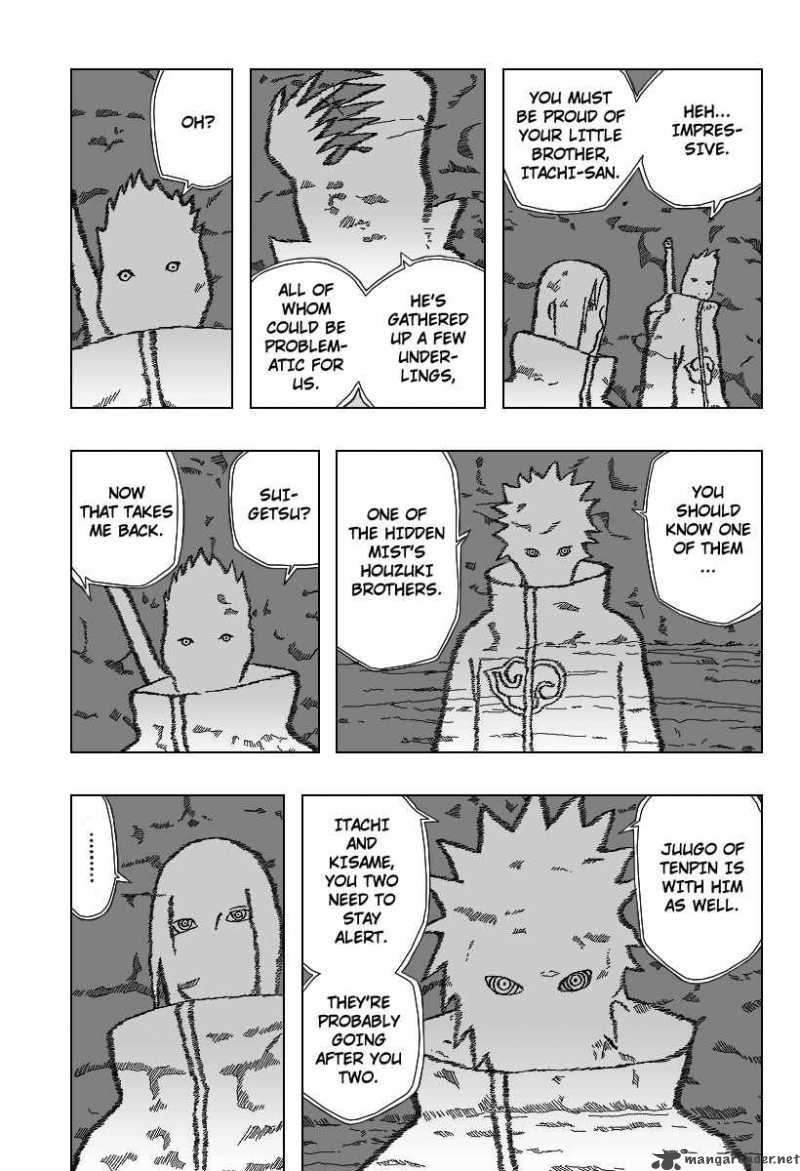 HEH...
IMPRES-
SIVE.
YOU MUST
BE PROUD OF
YOUR LITTLE
BROTHER,
ITACHI-SAN.
HE'S
GATHERED
UP A FEW
UNDER-
LINGS,
ALL OF
WHOM
COULD BE
PROBLEM-
ATIC FOR
US.
OH?
YOU
SHOULD
KNOW ONE
OF THEM
...
ONE OF
THE HIDDEN
MIST'S
HOUZUKI
BROTHERS.
SUI-
GETSU?
NOW
THAT TAKES
ME BACK.
JUUGO OF
TENPIN IS
WITH HIM
AS WELL.
ITACHI
AND
KISAME,
YOU TWO
NEED TO
STAY
ALERT.
THEY'RE
PROBABLY
GOING
AFTER YOU
TWO.
.........
mangareader.net